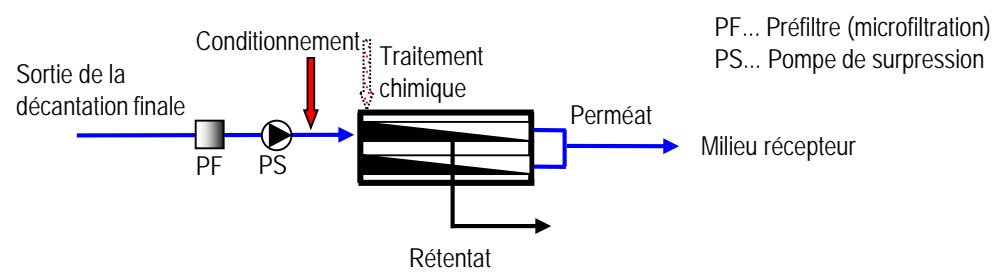 PF... Préfiltre (microfiltration)
PS... Pompe de surpression
Conditionnement
Traitement
chimique
Sortie de la
décantation finale
PF
PS
Perméat
Milieu récepteur
Rétentat